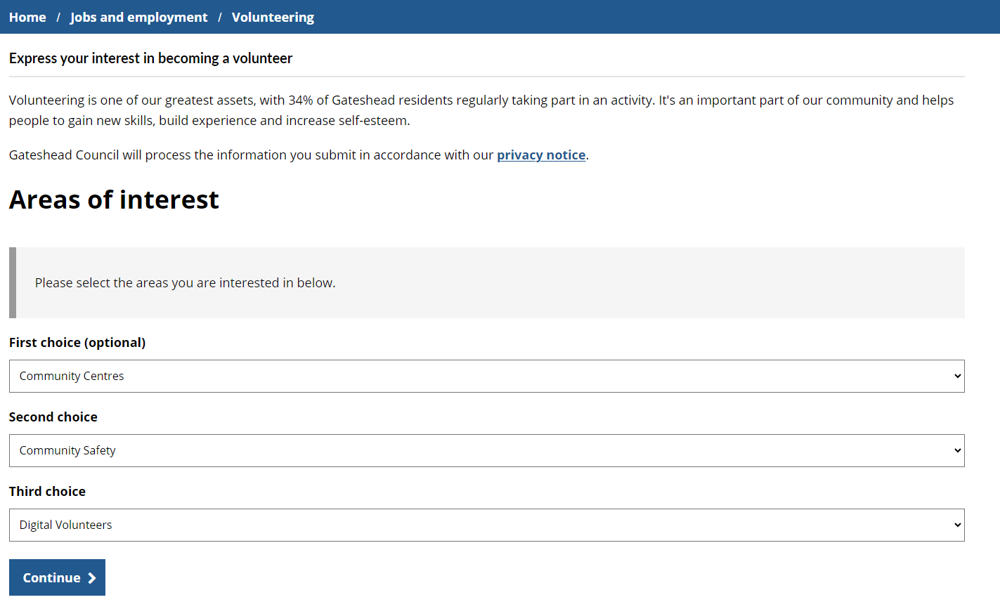 Home / Jobs and employment / Volunteering
Express your interest in becoming a volunteer
Volunteering is one of our greatest assets, with 34% of Gateshead residents regularly taking part in an activity. It's an important part of our community and helps
people to gain new skills, build experience and increase self-esteem.
Gateshead Council will process the information you submit in accordance with our privacy notice.
Areas of interest
Please select the areas you are interested in below.
First choice (optional)
Community Centres
Second choice
Community Safety
Third choice
Digital Volunteers
Continue